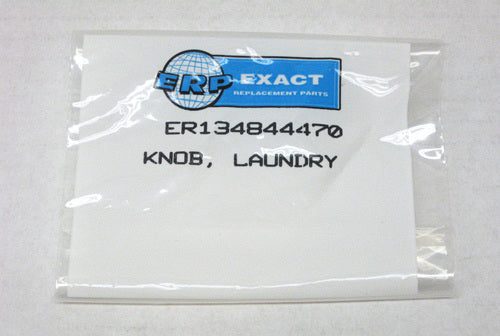 ERP EXACT
REPLACEMENT PARTS
ER134844470
KNOB, LAUNDRY